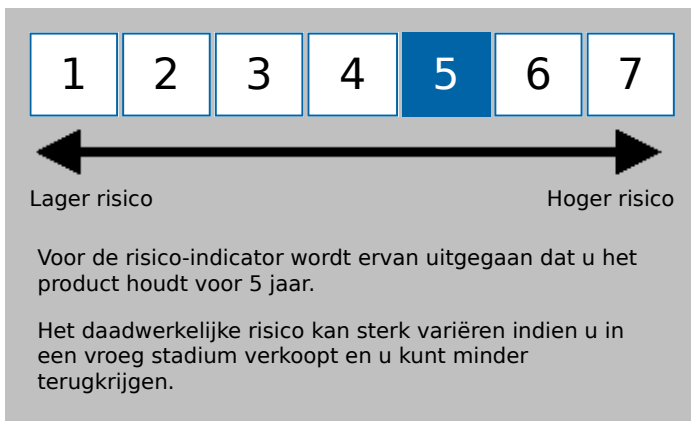 1 2 3 4 5 6 7
Lager risico Hoger risico
Voor de risico-indicator wordt ervan uitgegaan dat u het
product houdt voor 5 jaar.
Het daadwerkelijke risico kan sterk variëren indien u in
een vroeg stadium verkoopt en u kunt minder
terugkrijgen.